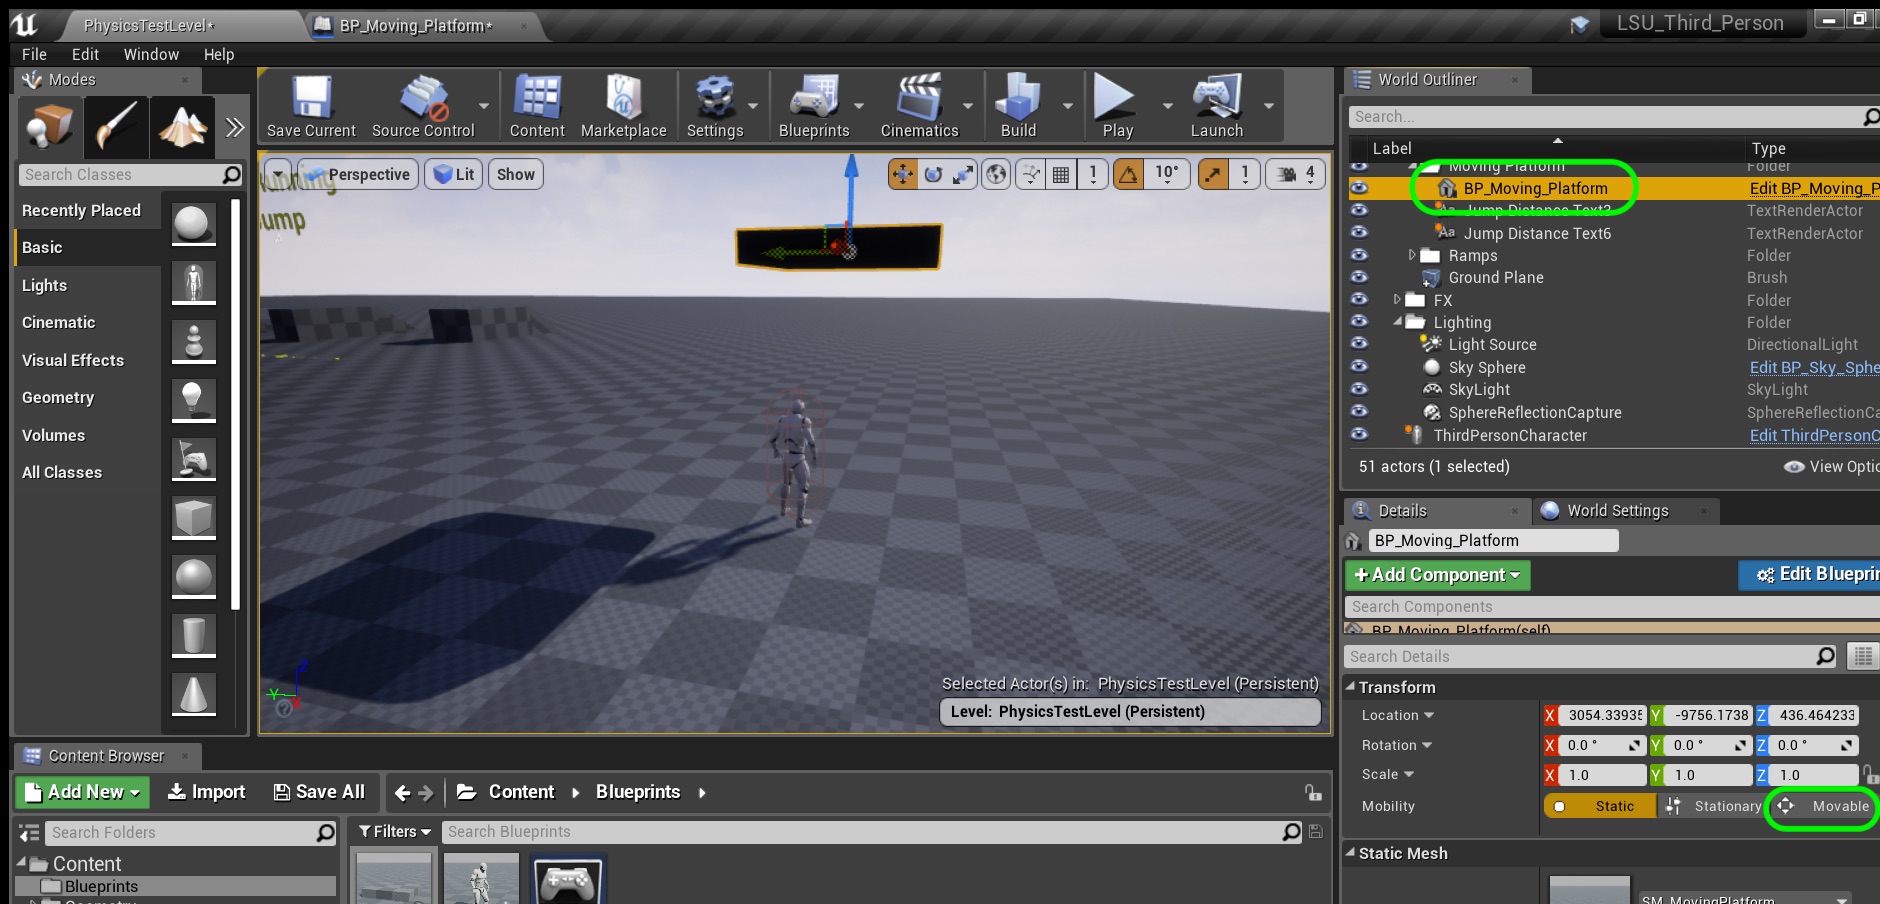 PhysicsTestLevel*
BP_Moving_Platform*
LSU_Third_Person
File Edit Window Help
Modes
Search Classes
Recently Placed
Basic
Lights
Cinematic
Visual Effects
Geometry
Volumes
All Classes
Save Current Source Control Content Marketplace Settings Blueprints Cinematics Build Play Launch
Perspective Lit Show
1 10° 1 4
Jump
Z
Y
X
Selected Actor(s) in: PhysicsTestLevel (Persistent)
Level: PhysicsTestLevel (Persistent)
Content Browser
Add New Import Save All Content Blueprints
Search Folders
Content
Blueprints
Geometry
Filters Search Blueprints
World Outliner
Search...
Label Type
Moving Platform Folder
BP_Moving_Platform Edit BP_Moving_P
Jump Distance Text3 TextRenderActor
Jump Distance Text6 TextRenderActor
Ramps Folder
Ground Plane Brush
FX Folder
Lighting Folder
Light Source DirectionalLight
Sky Sphere Edit BP_Sky_Sphe
SkyLight SkyLight
SphereReflectionCapture SphereReflectionCa
ThirdPersonCharacter Edit ThirdPersonC
51 actors (1 selected) View Optio
Details World Settings
BP_Moving_Platform
+ Add Component Edit Blueprin
Search Components
BP_Moving_Platform(self)
Search Details
Transform
Location X 3054.33935 Y -9756.1738 Z 436.464233
Rotation X 0.0 ° Y 0.0 ° Z 0.0 °
Scale X 1.0 Y 1.0 Z 1.0
Mobility Static Stationary Movable
Static Mesh
SM_MovingPlatform